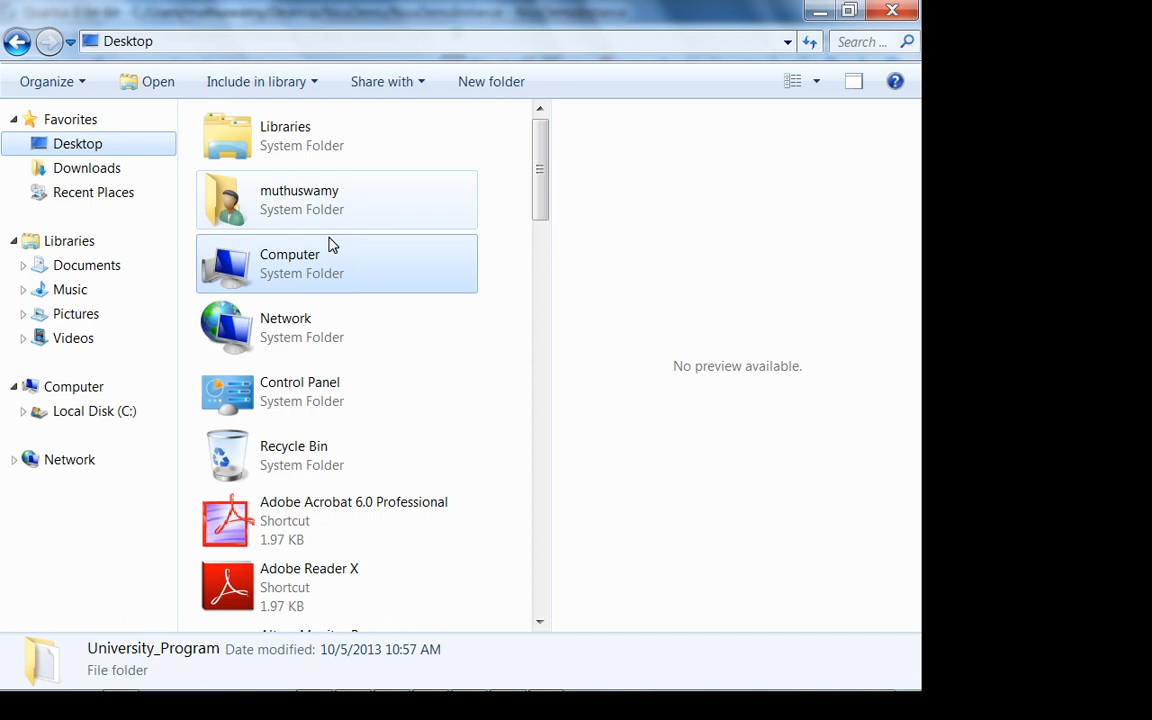 Desktop
Search ...
Organize
Open
Include in library
Share with
New folder
Favorites
Desktop
Downloads
Recent Places
Libraries
Documents
Music
Pictures
Videos
Computer
Local Disk (C:)
Network
Libraries
System Folder
muthuswamy
System Folder
Computer
System Folder
Network
System Folder
Control Panel
System Folder
Recycle Bin
System Folder
Adobe Acrobat 6.0 Professional
Shortcut
1.97 KB
Adobe Reader X
Shortcut
1.97 KB
No preview available.
University_Program Date modified: 10/5/2013 10:57 AM
File folder